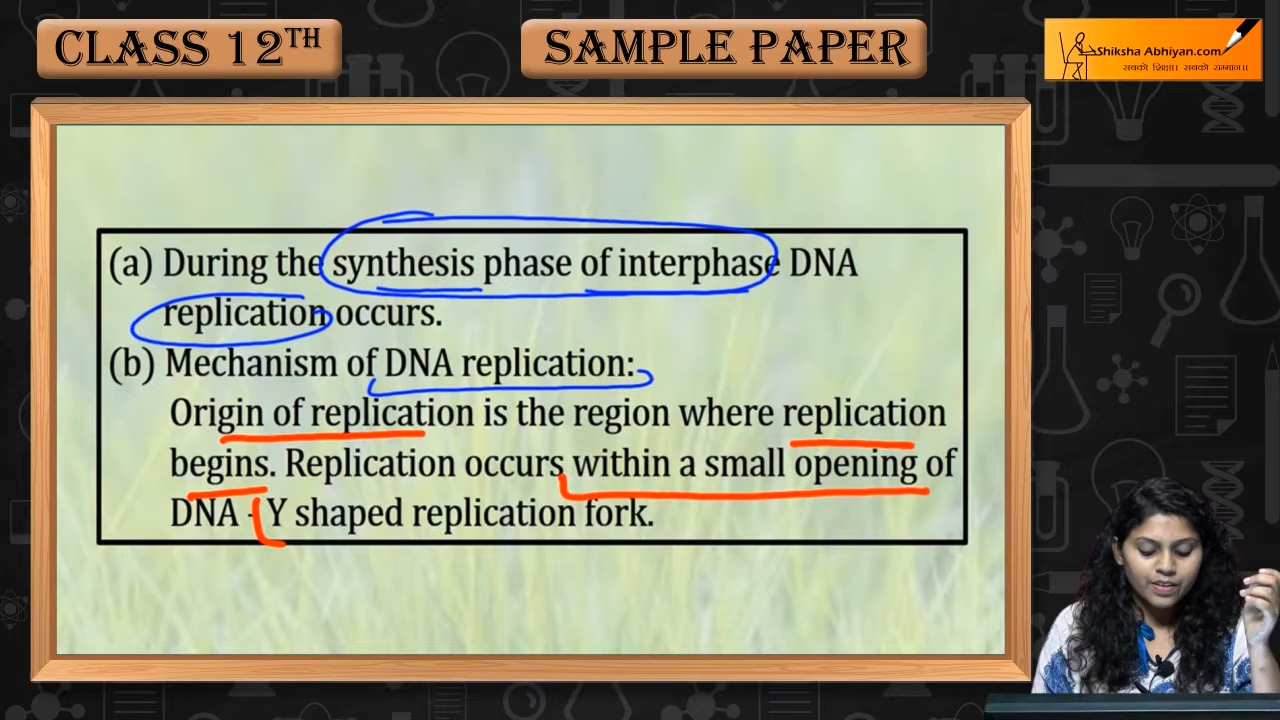 CLASS 12TH
SAMPLE PAPER
Shiksha Abhiyan.com
सबको शिक्षा। सबको सम्मान॥
(a) During the synthesis phase of interphase DNA
replication occurs.
(b) Mechanism of DNA replication:
Origin of replication is the region where replication
begins. Replication occurs within a small opening of
DNA - Y shaped replication fork.